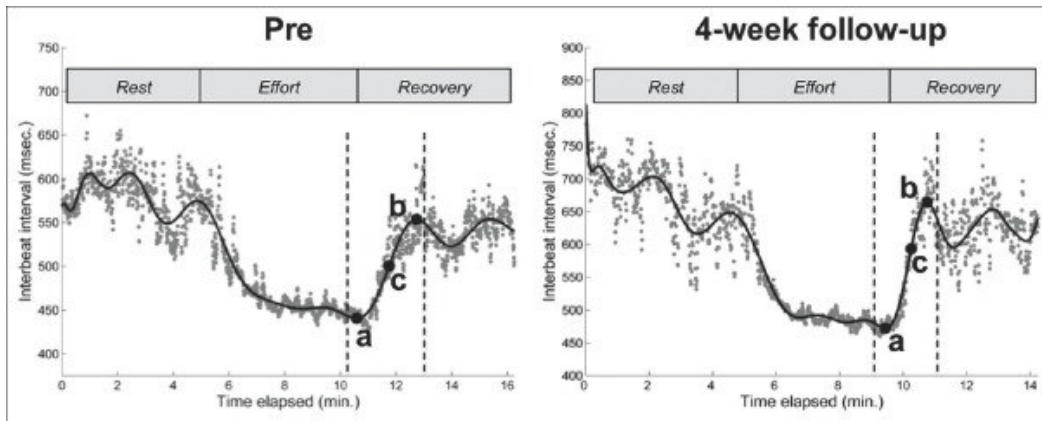 Pre
750
700
650
600
550
500
450
400
Interbeat interval (msec.)
Rest
Effort
Recovery
b
c
a
0
2
4
6
8
10
12
14
16
Time elapsed (min.)
4-week follow-up
900
850
800
750
700
650
600
550
500
450
400
Interbeat interval (msec.)
Rest
Effort
Recovery
b
c
a
0
2
4
6
8
10
12
14
Time elapsed (min.)